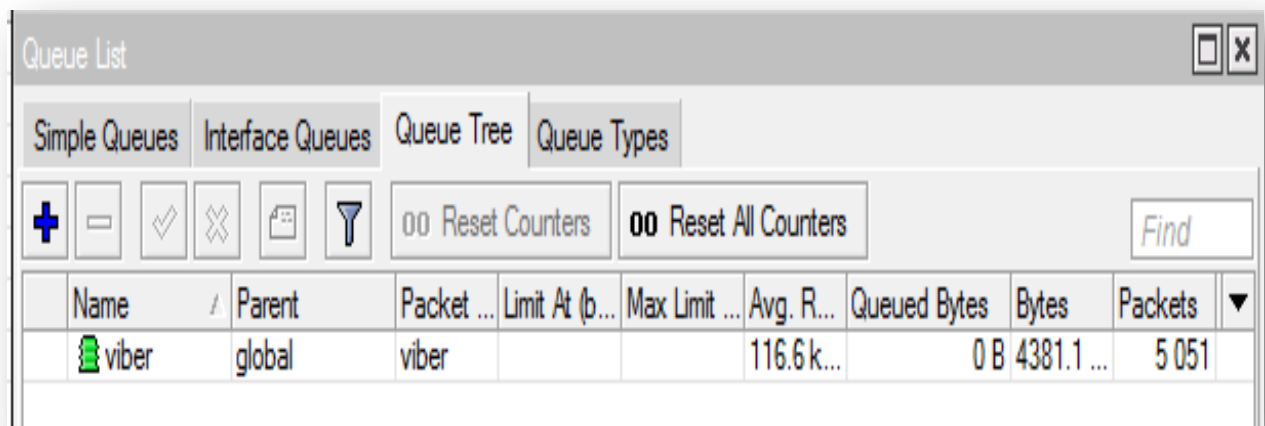 Queue List
Simple Queues Interface Queues Queue Tree Queue Types
00 Reset Counters 00 Reset All Counters Find
Name Parent Packet ... Limit At (b... Max Limit ... Avg. R... Queued Bytes Bytes Packets
viber global viber 116.6 k... 0 B 4381.1 ... 5 051